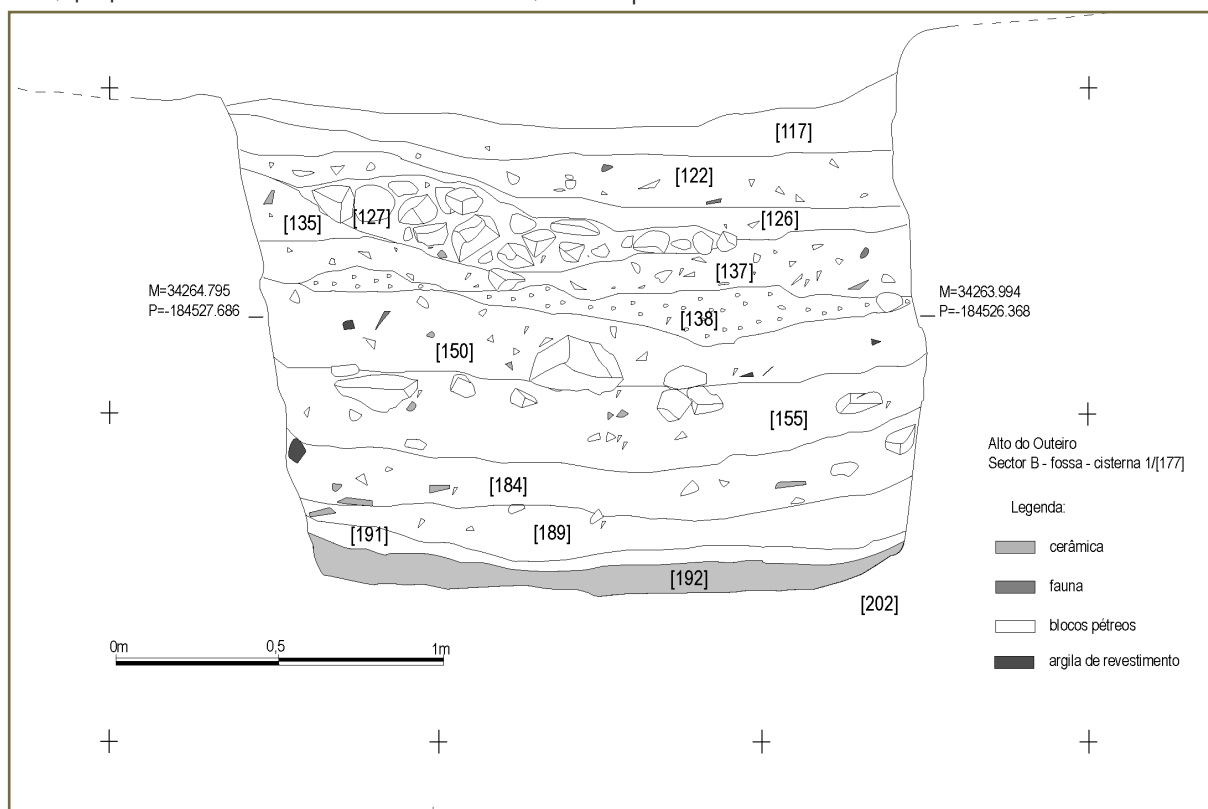 [117]
[122]
[135]
[127]
[126]
[137]
M=34264.795
P=-184527.686
M=34263.994
P=-184526.368
[138]
[150]
[155]
Alto do Outeiro
Sector B - fossa - cisterna 1/[177]
[184]
Legenda:
[191]
[189]
cerâmica
[192]
fauna
[202]
blocos pétreos
0m 0,5 1m
argila de revestimento